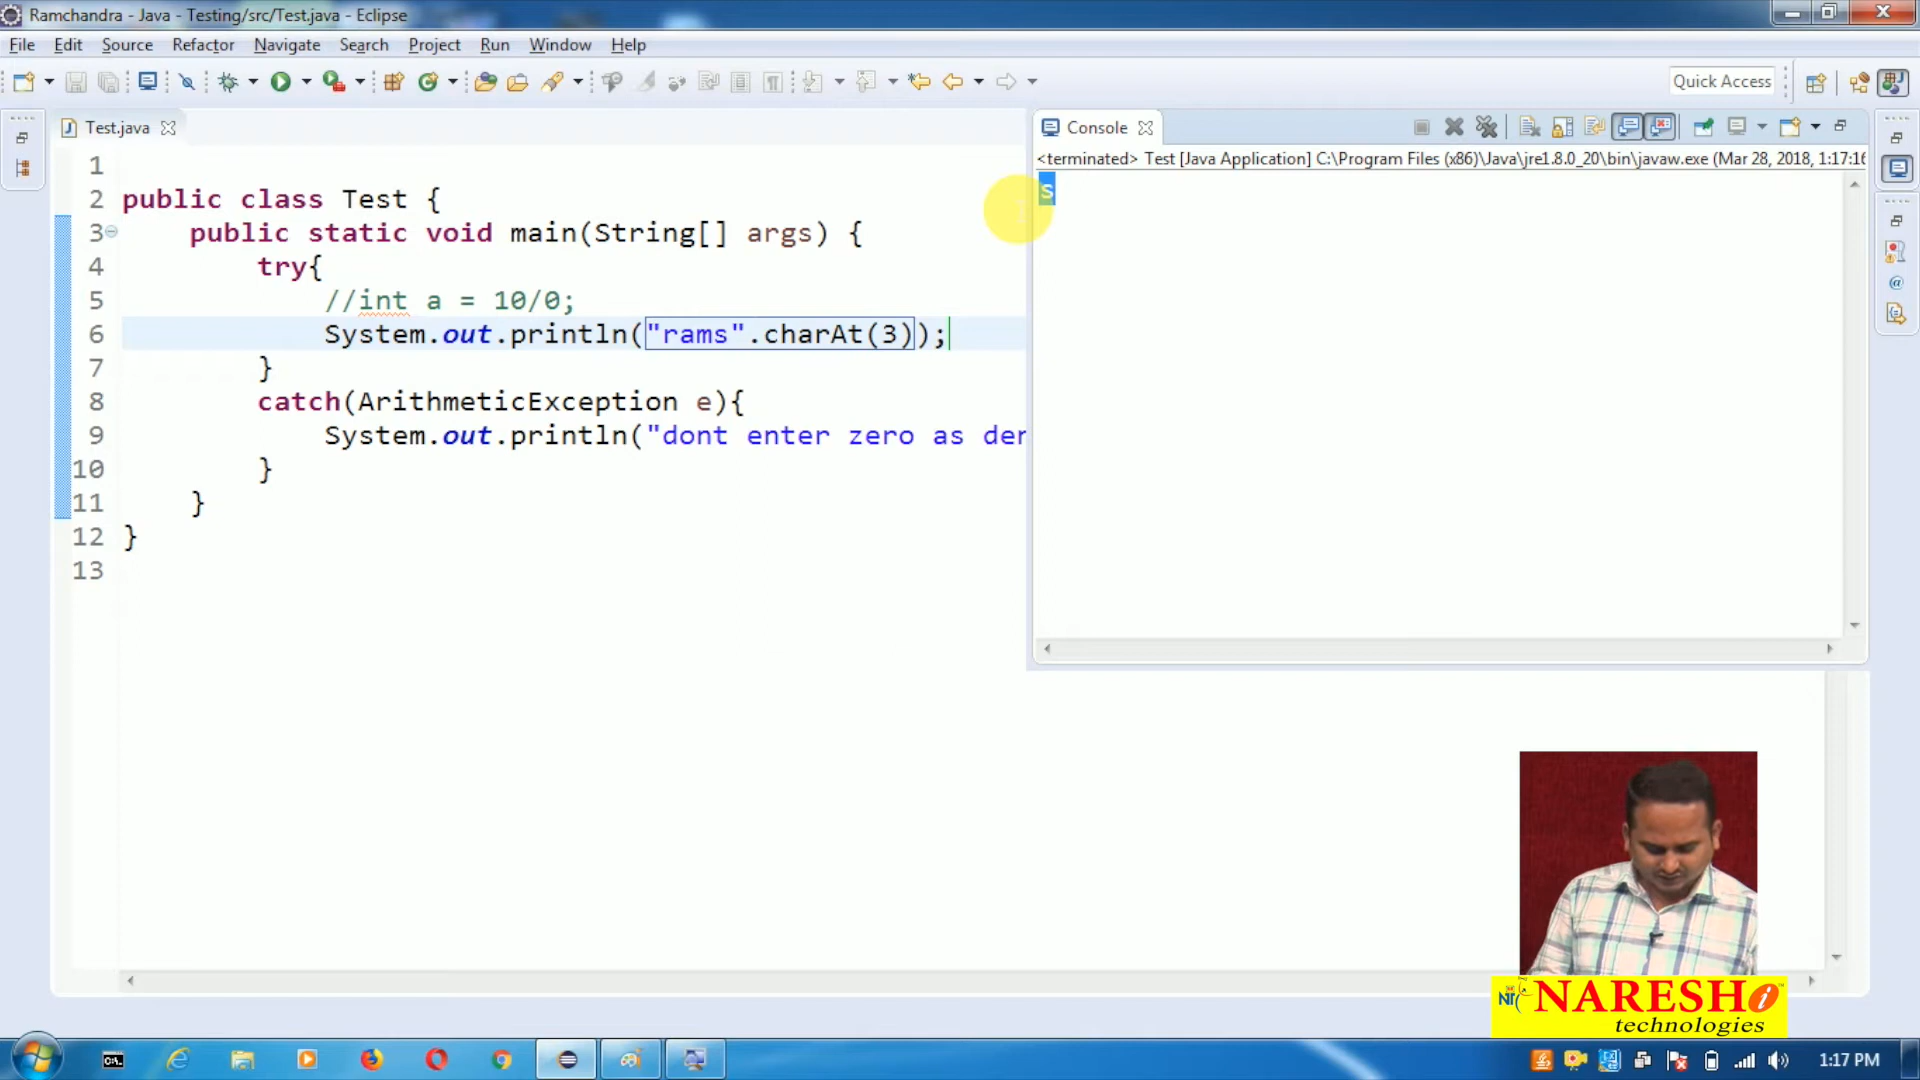 Ramchandra - Java - Testing/src/Test.java - Eclipse
File Edit Source Refactor Navigate Search Project Run Window Help
Quick Access
Test.java
Console
<terminated> Test [Java Application] C:\Program Files (x86)\Java\jre1.8.0_20\bin\javaw.exe (Mar 28, 2018, 1:17:16
s
1
2 public class Test {
3 public static void main(String[] args) {
4 try{
5 //int a = 10/0;
6 System.out.println("rams".charAt(3));
7 }
8 catch(ArithmeticException e){
9 System.out.println("dont enter zero as der
10 }
11 }
12 }
13
NARESH i
technologies
1:17 PM